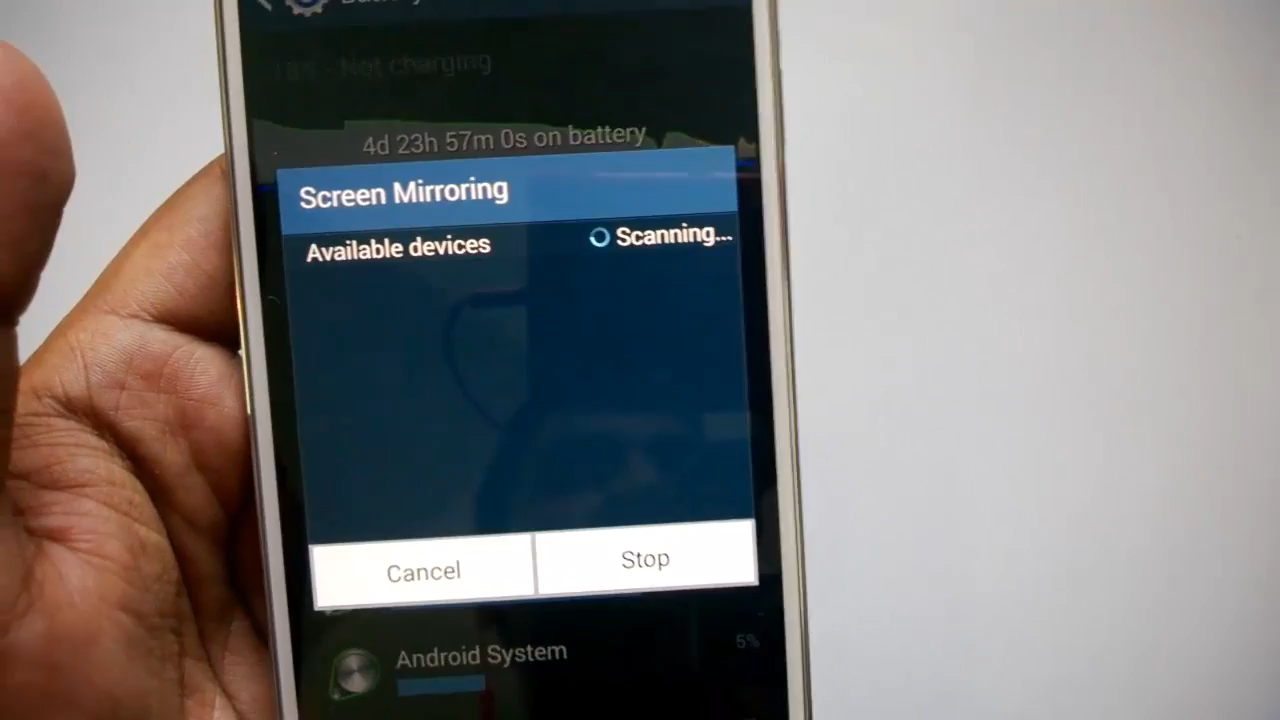 Not charging
4d 23h 57m 0s on battery
Screen Mirroring
Available devices
Scanning...
Cancel
Stop
Android System
5%